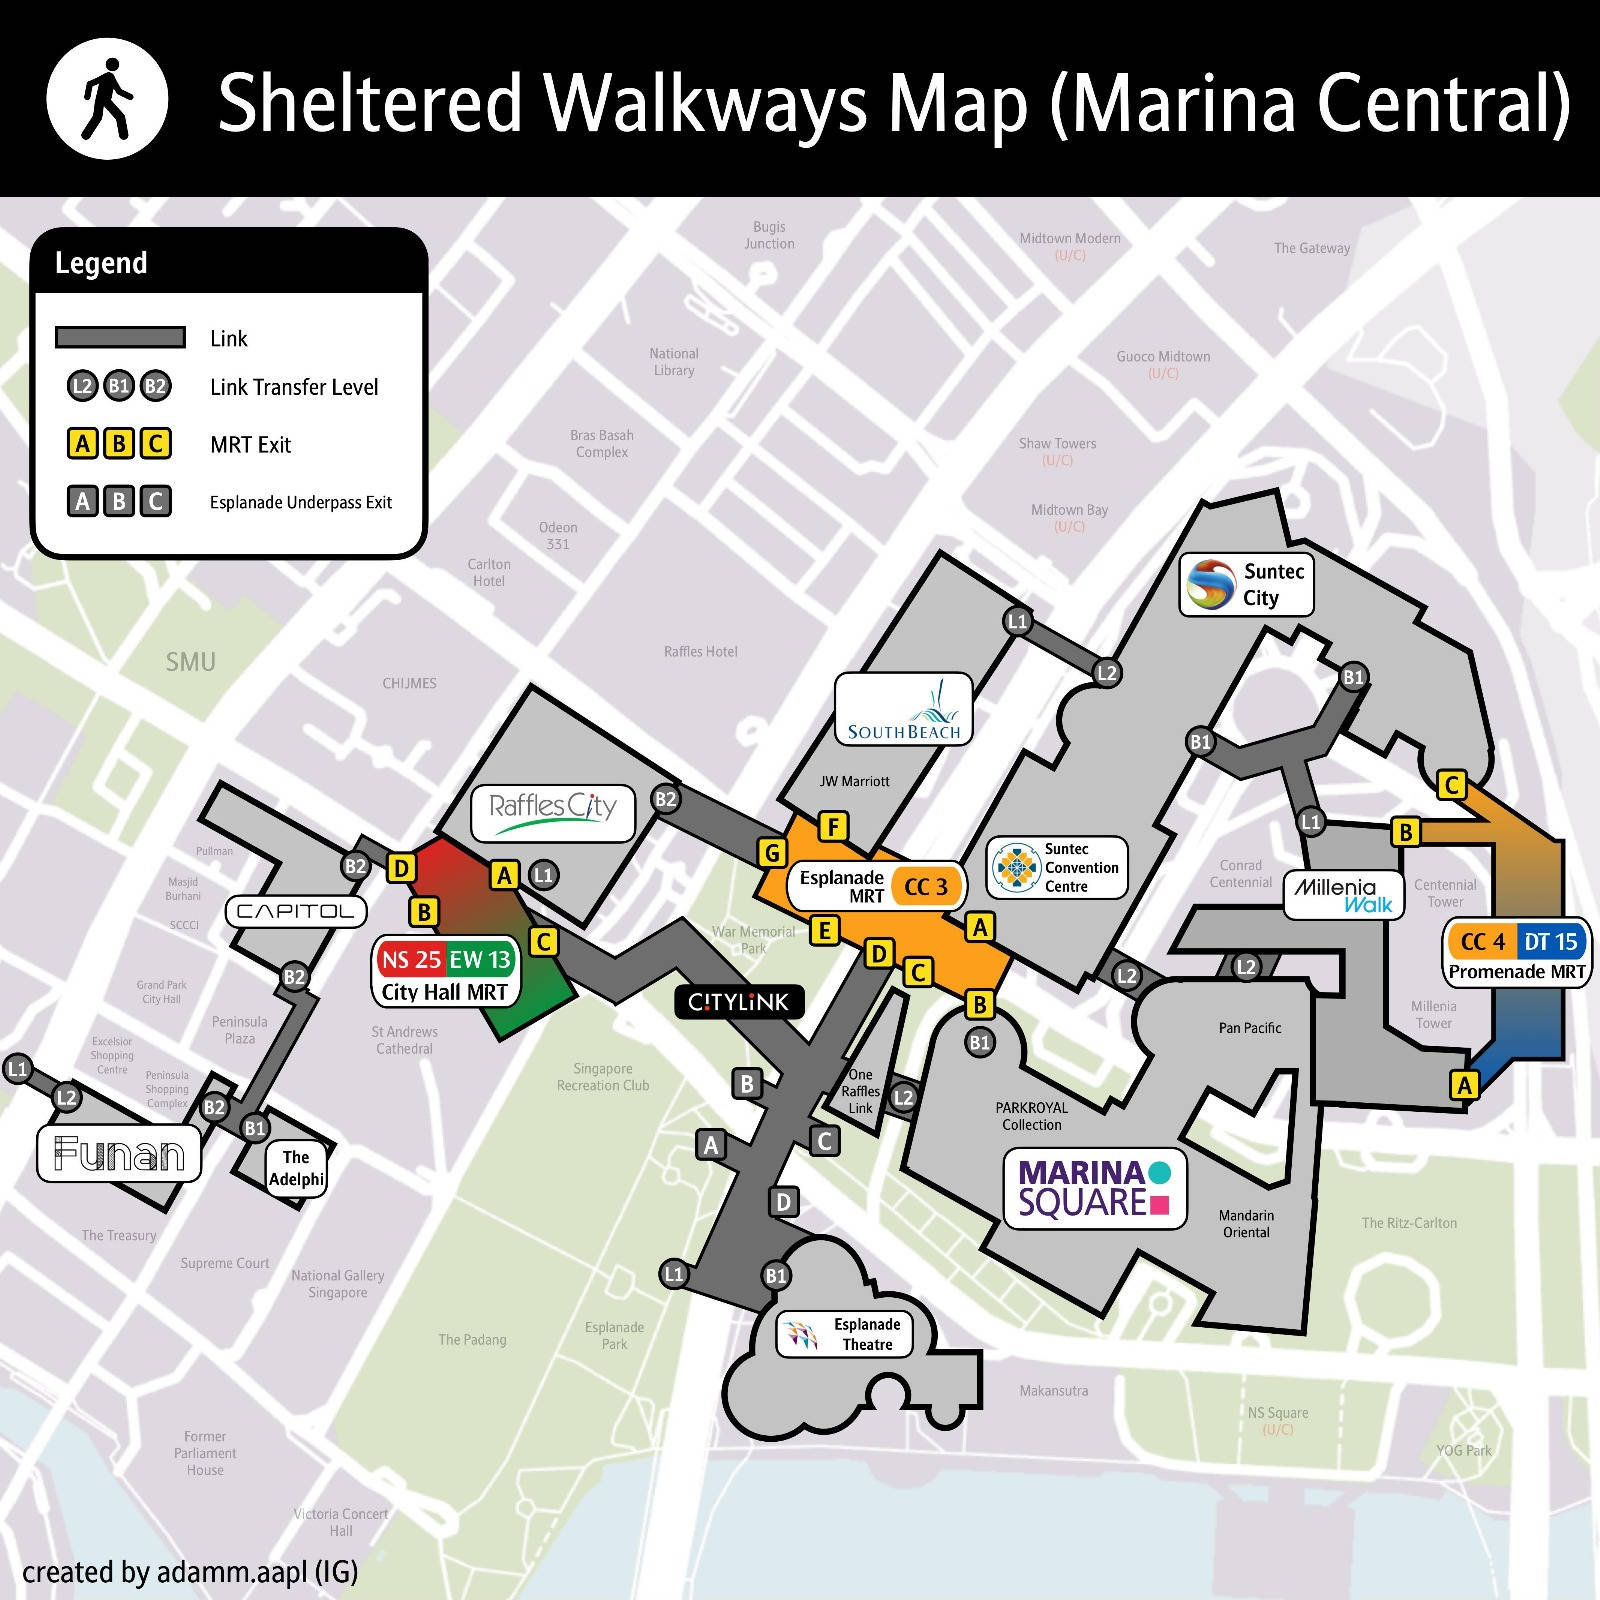 Sheltered Walkways Map (Marina Central)
Legend
Link
L2 B1 B2
Link Transfer Level
A B C
MRT Exit
A B C
Esplanade Underpass Exit
Bugis
Junction
Midtown Modern
(U/C)
The Gateway
National
Library
Guoco Midtown
(U/C)
Bras Basah
Complex
Shaw Towers
(U/C)
Midtown Bay
(U/C)
Odeon
331
Carlton
Hotel
Suntec
City
L1
L2
Raffles Hotel
SMU
CHIJMES
B1
SOUTH BEACH
B1
JW Marriott
C
RafflesCity
B2
F
L1
B
Pullman
B2
D
G
Suntec
Convention
Centre
A
L1
Esplanade
MRT
CC 3
Conrad
Centennial
Millenia
Walk
Centennial
Tower
Masjid
Burhani
CAPITOL
B
SCCCI
E
A
War Memorial
Park
C
D
CC 4
DT 15
Promenade MRT
NS 25
EW 13
City Hall MRT
C
L2
L2
B2
Grand Park
City Hall
CITYLINK
B
Millenia
Tower
Peninsula
Plaza
St Andrews
Cathedral
B1
Pan Pacific
Excelsior
Shopping
Centre
L1
Singapore
Recreation Club
One
Raffles
Link
B
A
Peninsula
Shopping
Complex
L2
L2
B2
PARKROYAL
Collection
B1
A
C
Funan
The
Adelphi
MARINA
SQUARE
D
Mandarin
Oriental
The Ritz-Carlton
The Treasury
Supreme Court
National Gallery
Singapore
L1
B1
Esplanade
Theatre
The Padang
Esplanade
Park
Makansutra
NS Square
(U/C)
YOG Park
Former
Parliament
House
Victoria Concert
Hall
created by adamm.aapl (IG)